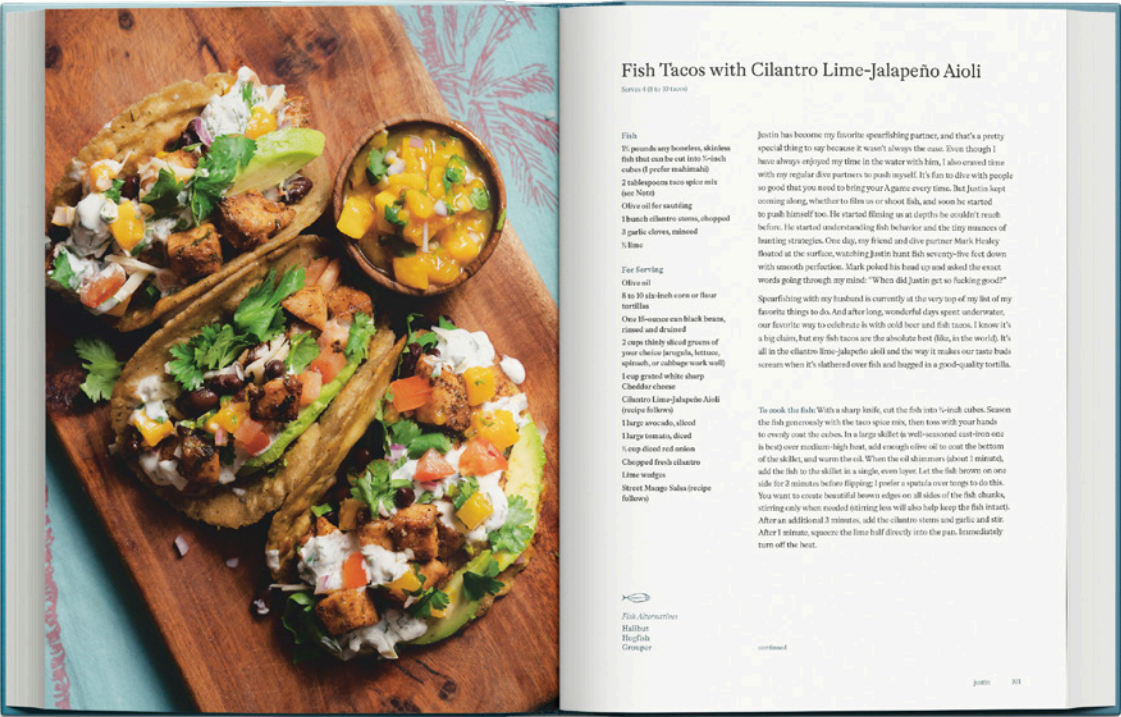 Fish Tacos with Cilantro Lime-Jalapeño Aioli
Serves 4 (8 to 10 tacos)
Fish
1½ pounds any boneless, skinless
fish that can be cut into ¾-inch
cubes (I prefer mahimahi)
2 tablespoons taco spice mix
(see Note)
Olive oil for sautéing
1 bunch cilantro stems, chopped
3 garlic cloves, minced
½ lime
For Serving
Olive oil
8 to 10 six-inch corn or flour
tortillas
One 15-ounce can black beans,
rinsed and drained
2 cups thinly sliced greens of
your choice (arugula, lettuce,
spinach, or cabbage work well)
1 cup grated white sharp
Cheddar cheese
Cilantro Lime-Jalapeño Aioli
(recipe follows)
1 large avocado, sliced
1 large tomato, diced
cup diced red onion
Chopped fresh cilantro
Lime wedges
Street Mango Salsa (recipe
follows)
Fish Alternatives
Halibut
Hogfish
Grouper
Justin has become my favorite spearfishing partner, and that's a pretty
special thing to say because it wasn't always the case. Even though I
have always enjoyed my time in the water with him, I also craved time
with my regular dive partners to push myself. It's fun to dive with people
so good that you need to bring your A game every time. But Justin kept
coming along, whether to film us or shoot fish, and soon he started
to push himself too. He started filming us at depths he couldn't reach
before. He started understanding fish behavior and the tiny nuances of
hunting strategies. One day, my friend and dive partner Mark Healey
floated at the surface, watching Justin hunt fish seventy-five feet down
with smooth perfection. Mark poked his head up and asked the exact
words going through my mind: "When did Justin get so fucking good?"
Spearfishing with my husband is currently at the very top of my list of my
favorite things to do. And after long, wonderful days spent underwater,
our favorite way to celebrate is with cold beer and fish tacos. I know it's
a big claim, but my fish tacos are the absolute best (like, in the world). It's
all in the cilantro lime-jalapeño aioli and the way it makes our taste buds
scream when it's slathered over fish and hugged in a good-quality tortilla.
To cook the fish: With a sharp knife, cut the fish into ¾-inch cubes. Season
the fish generously with the taco spice mix, then toss with your hands
to evenly coat the cubes. In a large skillet (a well-seasoned cast-iron one
is best) over medium-high heat, add enough olive oil to coat the bottom
of the skillet, and warm the oil. When the oil shimmers (about 1 minute),
add the fish to the skillet in a single, even layer. Let the fish brown on one
side for 3 minutes before flipping; I prefer a spatula over tongs to do this.
You want to create beautiful brown edges on all sides of the fish chunks,
stirring only when needed (stirring less will also help keep the fish intact).
After an additional 3 minutes, add the cilantro stems and garlic and stir.
After 1 minute, squeeze the lime half directly into the pan. Immediately
turn off the heat.
continued
justin